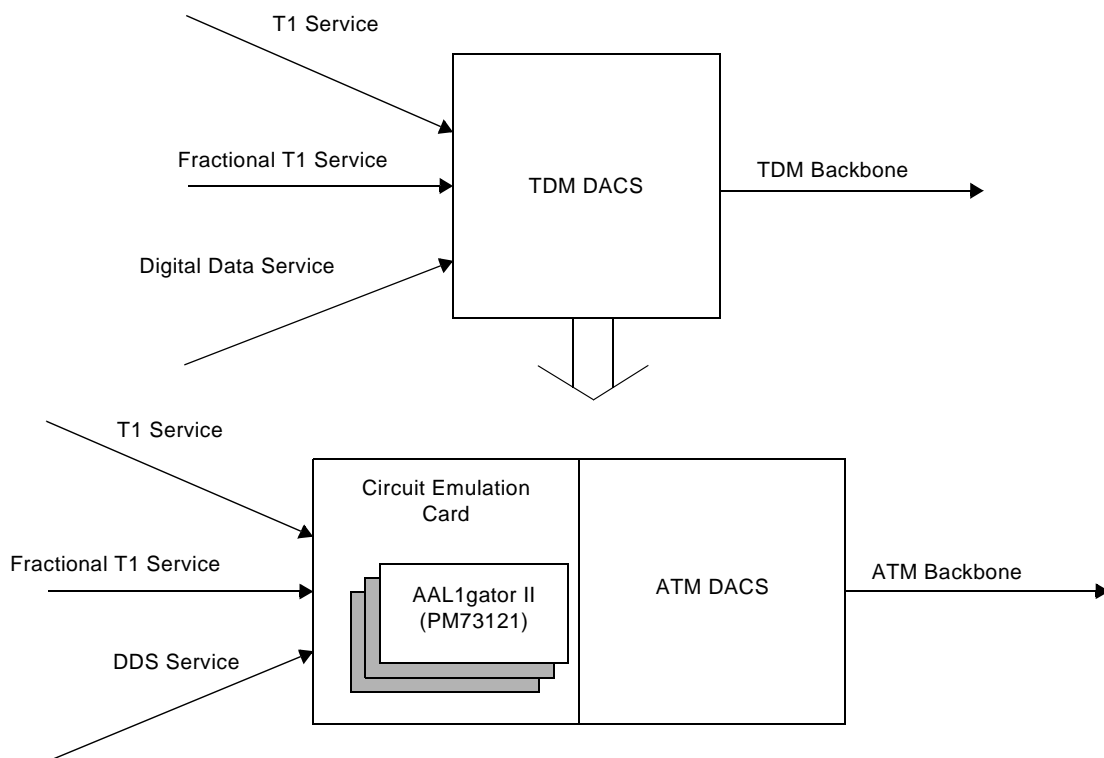 T1 Service
Fractional T1 Service
TDM DACS
TDM Backbone
Digital Data Service
T1 Service
Circuit Emulation
Card
Fractional T1 Service
AAL1gator II
(PM73121)
ATM DACS
ATM Backbone
DDS Service